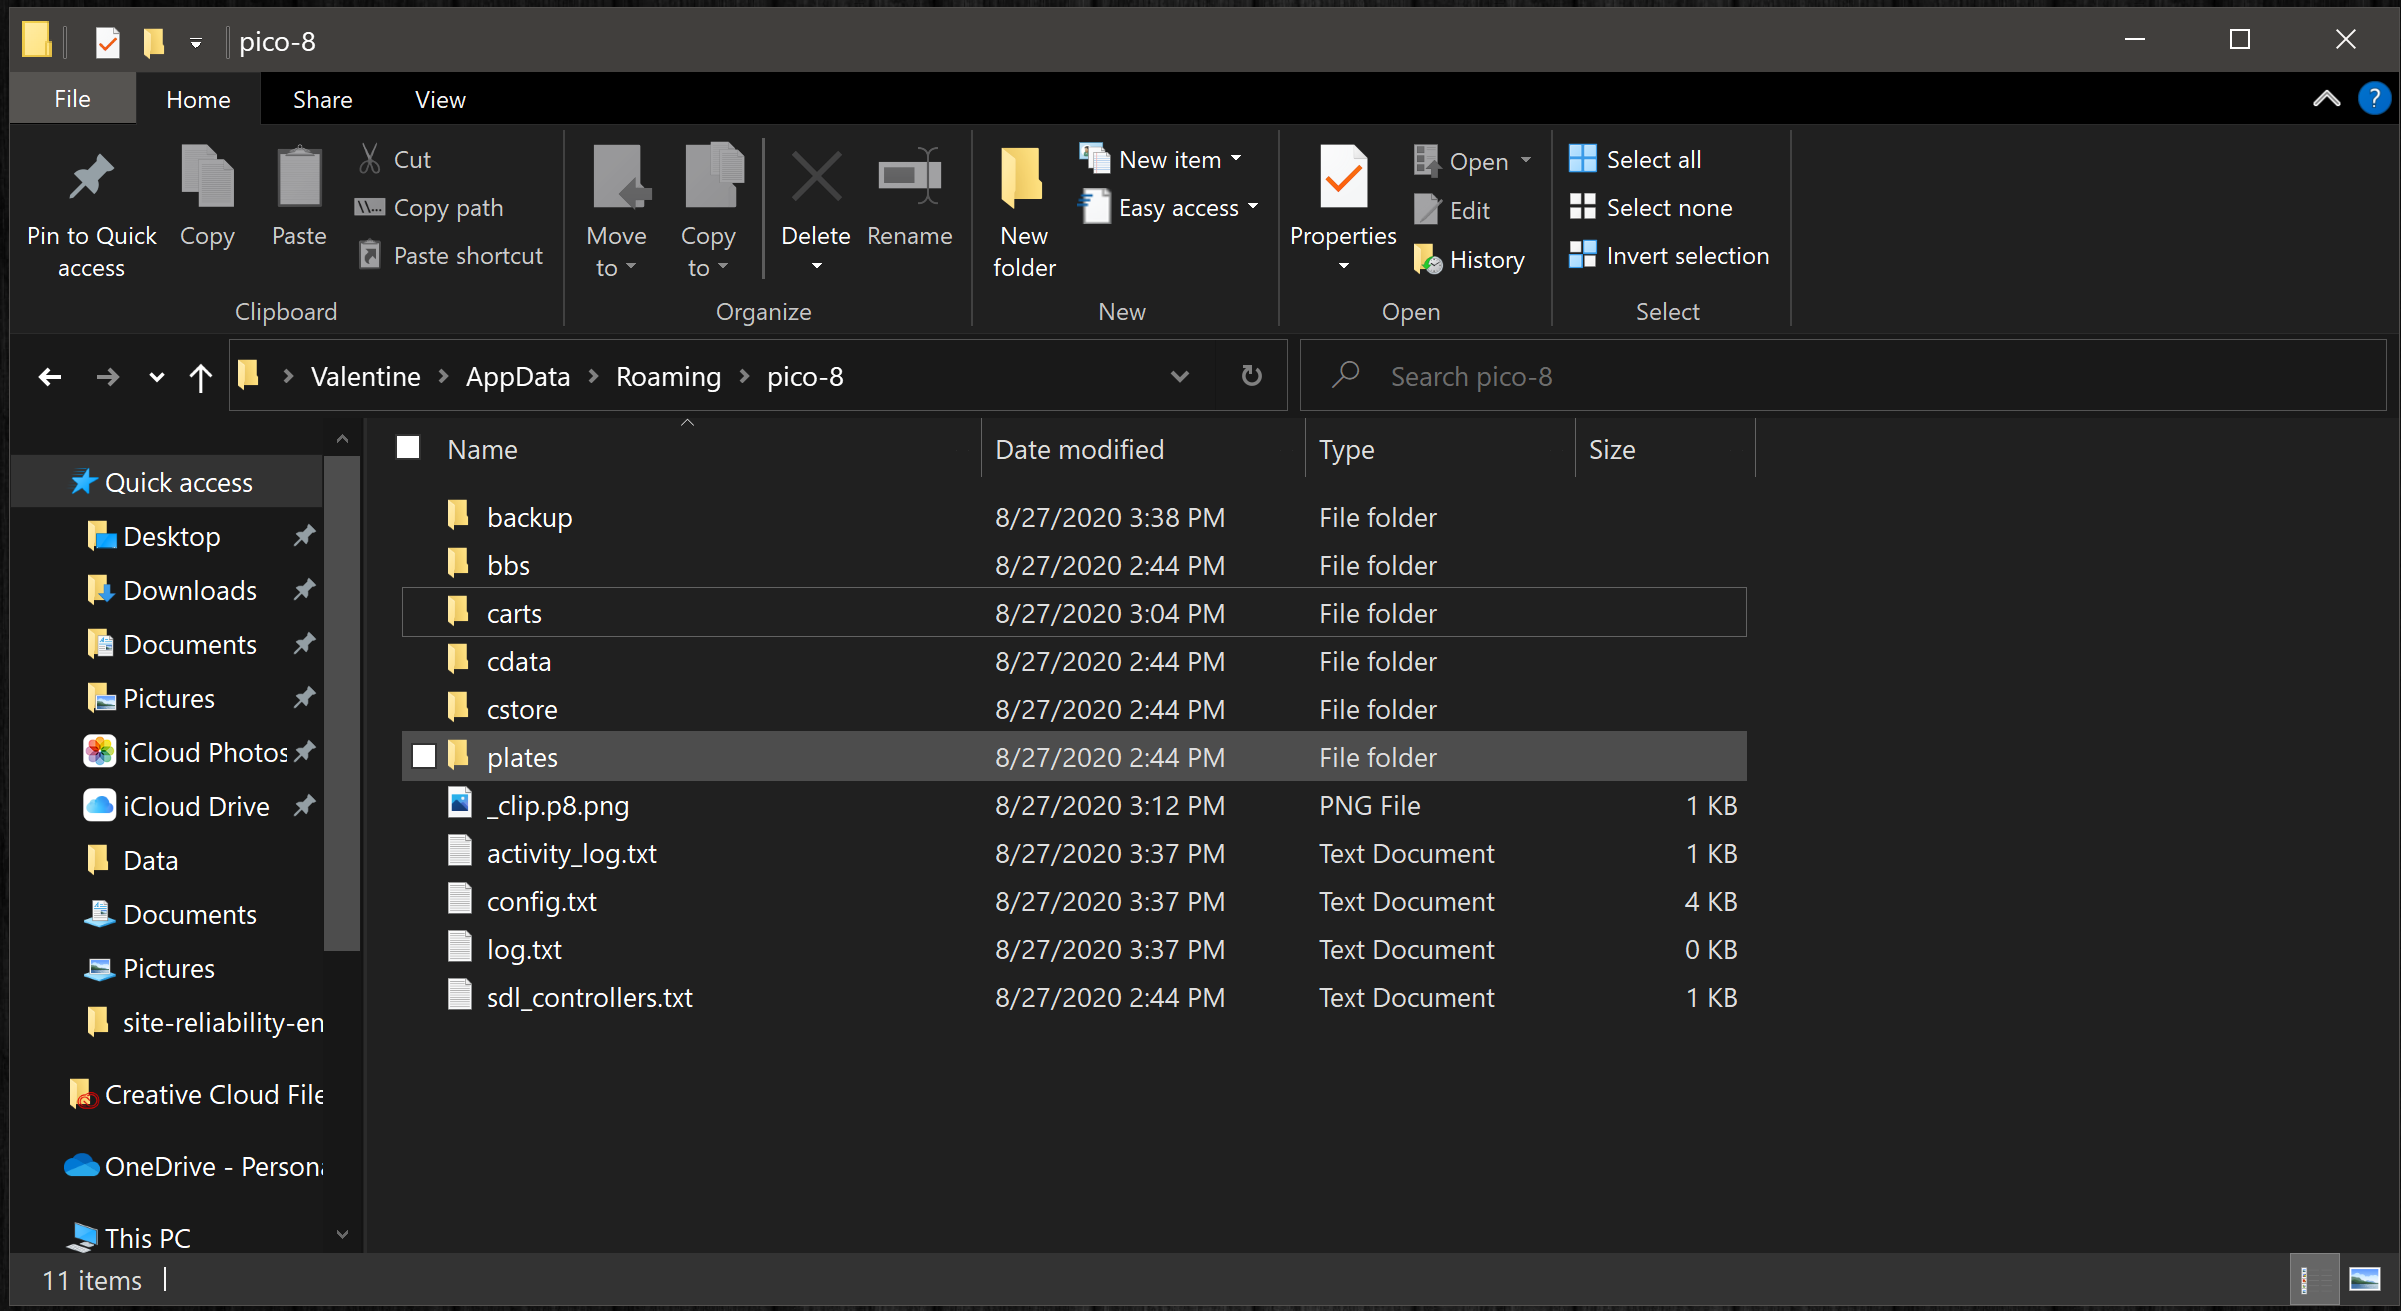 pico-8
File Home Share View ?
Pin to Quick access
Copy
Paste
Cut
Copy path
Paste shortcut
Clipboard
Move to
Copy to
Delete
Rename
Organize
New folder
New item
Easy access
New
Properties
Open
Edit
History
Open
Select all
Select none
Invert selection
Select
Valentine AppData Roaming pico-8
Search pico-8
Quick access
Desktop
Downloads
Documents
Pictures
iCloud Photos
iCloud Drive
Data
Documents
Pictures
site-reliability-en
Creative Cloud File
OneDrive - Persona
This PC
Name Date modified Type Size
backup 8/27/2020 3:38 PM File folder
bbs 8/27/2020 2:44 PM File folder
carts 8/27/2020 3:04 PM File folder
cdata 8/27/2020 2:44 PM File folder
cstore 8/27/2020 2:44 PM File folder
plates 8/27/2020 2:44 PM File folder
_clip.p8.png 8/27/2020 3:12 PM PNG File 1 KB
activity_log.txt 8/27/2020 3:37 PM Text Document 1 KB
config.txt 8/27/2020 3:37 PM Text Document 4 KB
log.txt 8/27/2020 3:37 PM Text Document 0 KB
sdl_controllers.txt 8/27/2020 2:44 PM Text Document 1 KB
11 items